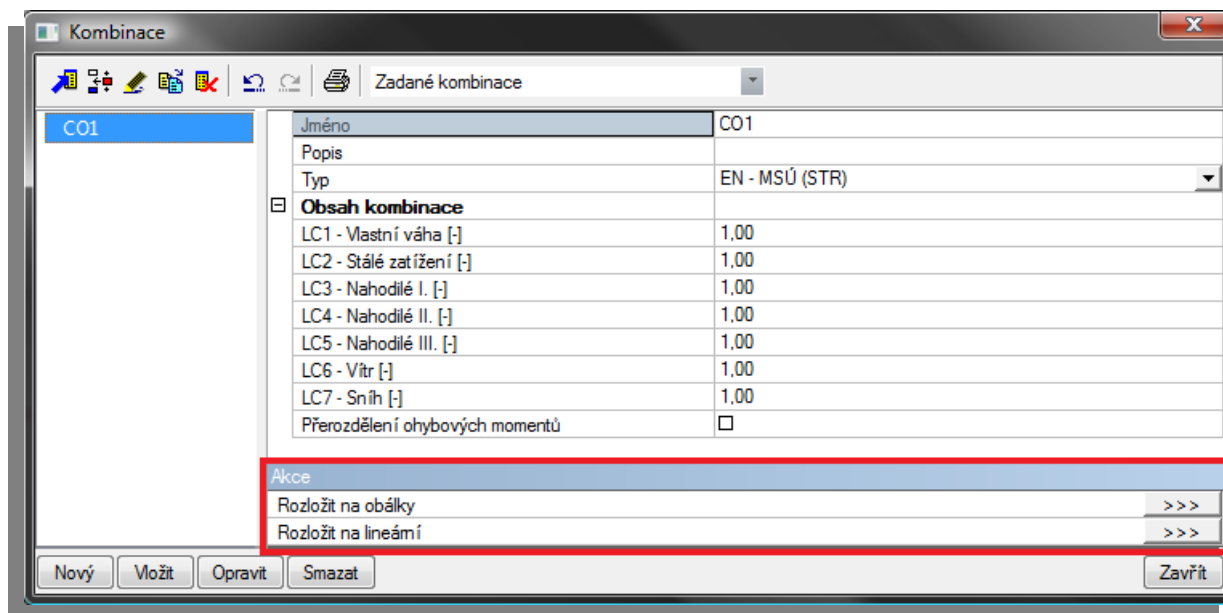 Kombinace
Zadané kombinace
CO1
Jméno CO1
Popis
Typ EN - MSÚ (STR)
Obsah kombinace
LC1 - Vlastní váha [-] 1,00
LC2 - Stálé zatížení [-] 1,00
LC3 - Nahodilé I. [-] 1,00
LC4 - Nahodilé II. [-] 1,00
LC5 - Nahodilé III. [-] 1,00
LC6 - Vítr [-] 1,00
LC7 - Sníh [-] 1,00
Přerozdělení ohybových momentů
Akce
Rozložit na obálky >>>
Rozložit na lineární >>>
Nový Vložit Opravit Smazat Zavřít